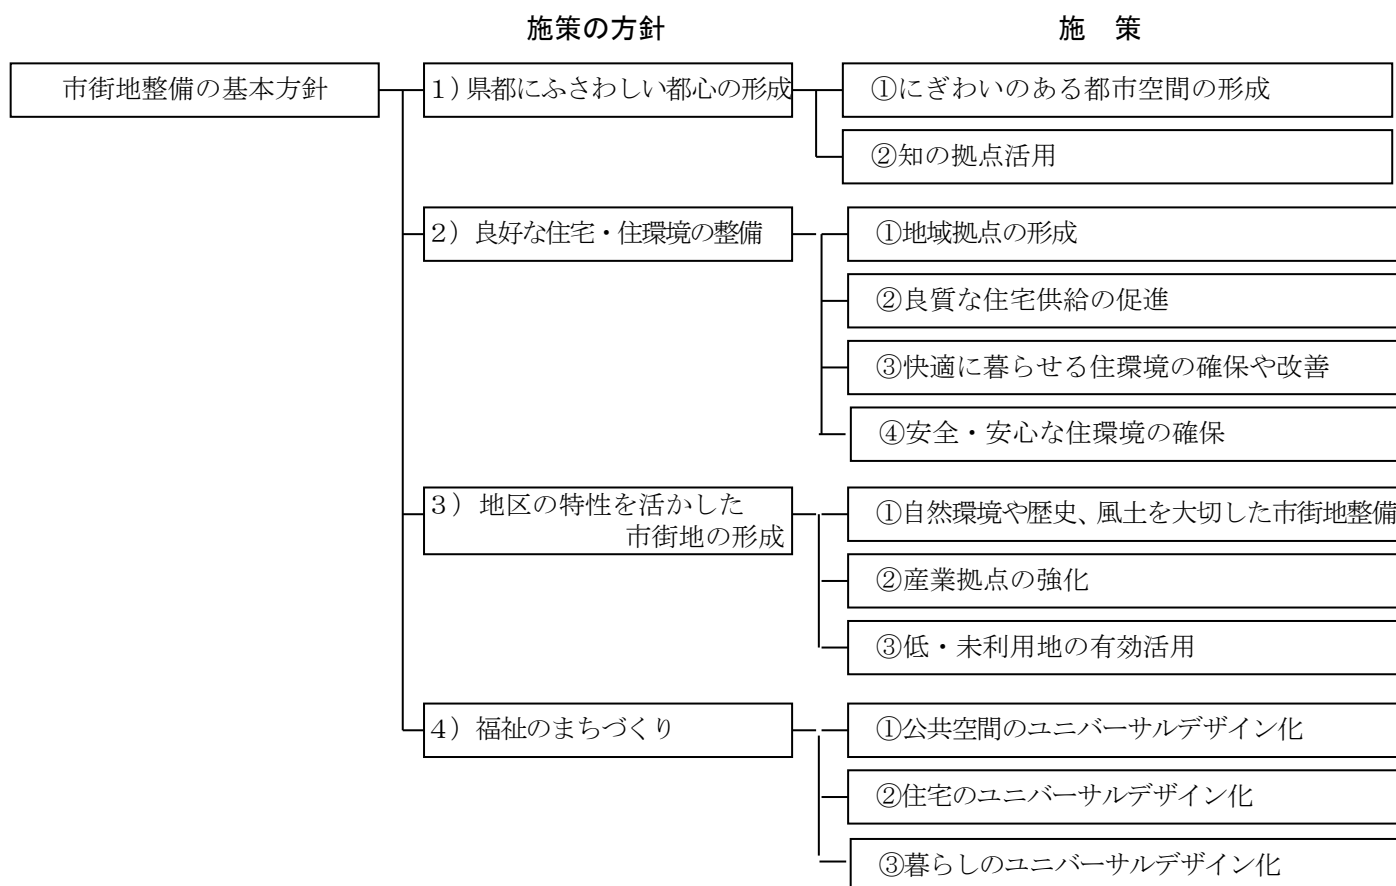 施策の方針
施　策
市街地整備の基本方針
１）県都にふさわしい都心の形成
①にぎわいのある都市空間の形成
②知の拠点活用
２）良好な住宅・住環境の整備
①地域拠点の形成
②良質な住宅供給の促進
③快適に暮らせる住環境の確保や改善
④安全・安心な住環境の確保
３）地区の特性を活かした
市街地の形成
①自然環境や歴史、風土を大切した市街地整備
②産業拠点の強化
③低・未利用地の有効活用
４）福祉のまちづくり
①公共空間のユニバーサルデザイン化
②住宅のユニバーサルデザイン化
③暮らしのユニバーサルデザイン化